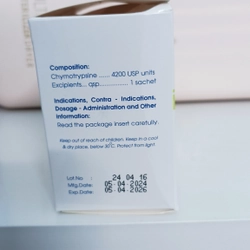 Composition:
Chymotrypsine ....... 4200 USP units
Excipients... qsp................ 1 sachet
Indications, Contra - Indications,
Dosage - Administration and Other
Information:
Read the package insert carefully.
Keep out of reach of children. Keep in a cool
& dry place, below 30°C. Protect from light.
Lot No : 24 04 16
Mfg.Date: 05-04-2024
Exp.Date: 05-04-2026